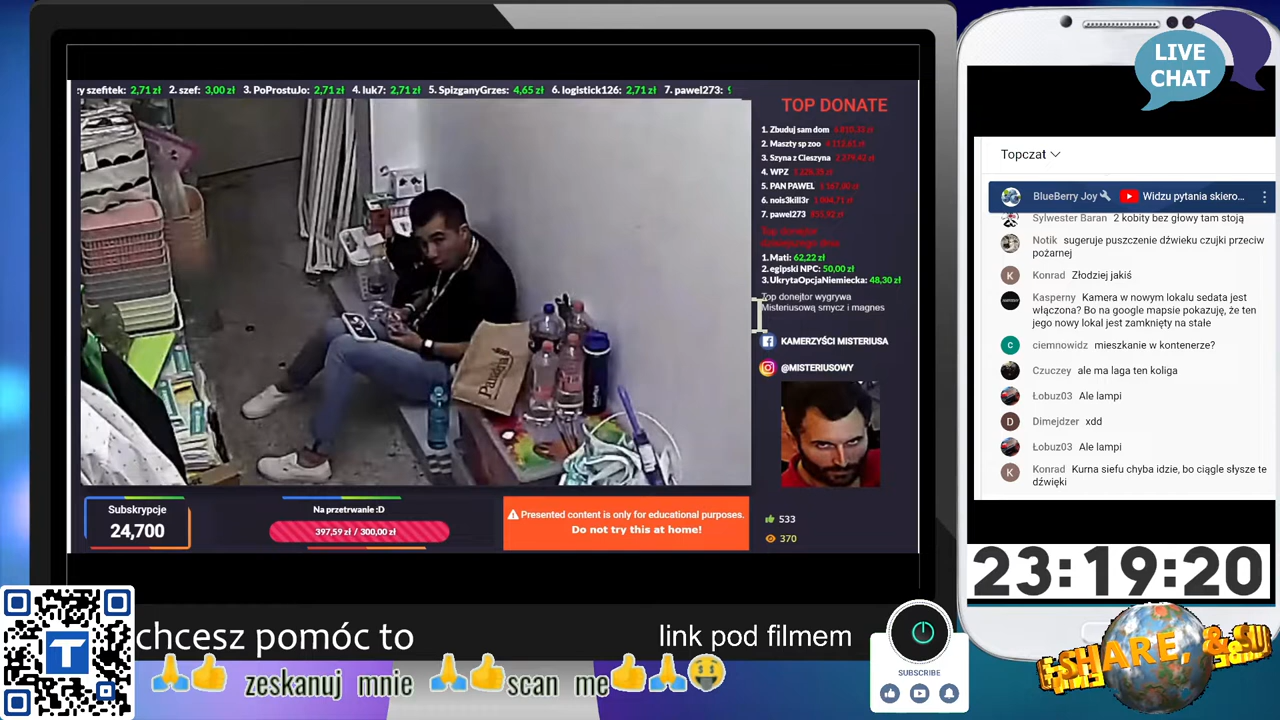 :y szefitek: 2,71 zł 2. szef: 3,00 zł 3. PoProstuJo: 2,71 zł 4. luk7: 2,71 zł 5. SpizganyGrzes: 4,65 zł 6. logistick126: 2,71 zł 7. pawel273:
TOP DONATE
1. Zbuduj sam dom
2. Maszty sp zoo
3. Szyna z Cieszyna
4. WPZ
5. PAN PAWEL
6. nois3kill3r
7. pawel273
1. Mati: 62,22 zł
2. egipski NPC: 50,00 zł
3. UkrytaOpcjaNiemiecka: 48,30 zł
Top donejtor wygrywa
Misteriusową smycz i magnes
KAMERZYŚCI MISTERIUSA
@MISTERIUSOWY
533
370
Subskrypcje
24,700
Na przetrwanie :D
397,59 zł / 300,00 zł
Presented content is only for educational purposes.
Do not try this at home!
LIVE
CHAT
Topczat
BlueBerry Joy Widzu pytania skiero...
Sylwester Baran 2 kobity bez głowy tam stoją
Notik sugeruje puszczenie dźwieku czujki przeciw
pożarnej
Konrad Złodziej jakiś
Kasperny Kamera w nowym lokalu sedata jest
włączona? Bo na google mapsie pokazuję, że ten
jego nowy lokal jest zamknięty na stałe
ciemnowidz mieszkanie w kontenerze?
Czuczey ale ma laga ten koliga
Łobuz03 Ale lampi
Dimejdzer xdd
Łobuz03 Ale lampi
Konrad Kurna siefu chyba idzie, bo ciągle słysze te
dźwięki
23:19:20
chcesz pomóc to
link pod filmem
zeskanuj mnie
scan me
SUBSCRIBE
SHARE, & SU